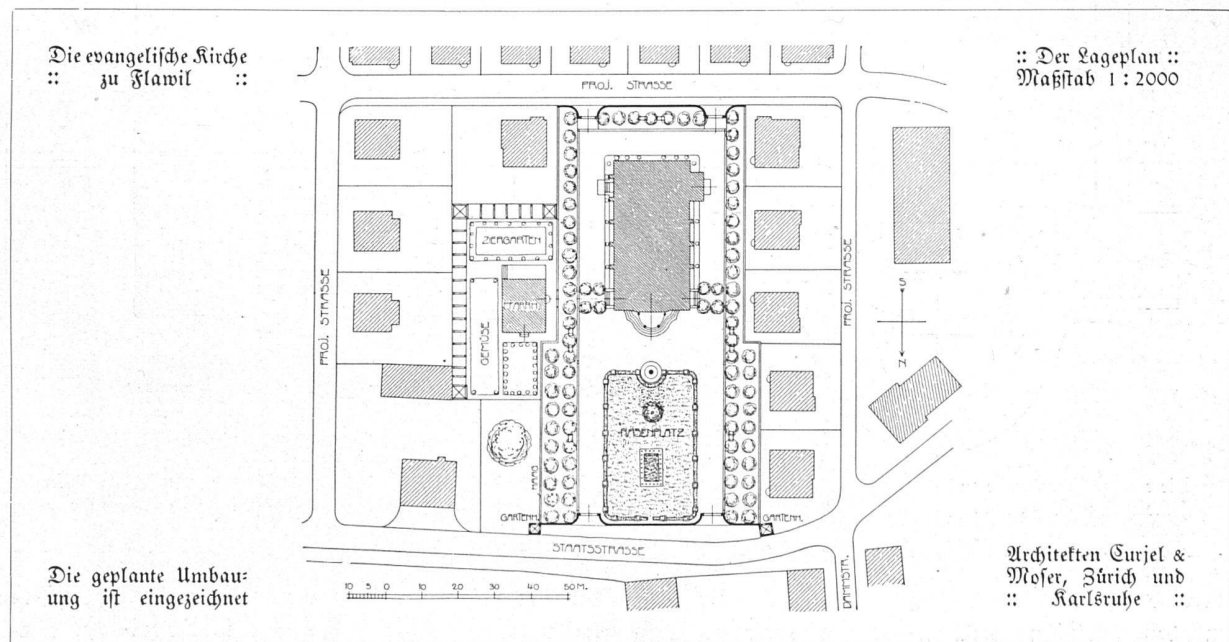 Die evangelische Kirche
:: zu Flawil ::
:: Der Lageplan ::
Maßstab 1 : 2000
PROJ. STRASSE
PROJ. STRASSE
PROJ. STRASSE
ZIERGARTEN
GEMÜSE
RASENPLATZ
HAAG
GARTENH.
GARTENH.
STAATSSTRASSE
DAMMSTR.
S
N
10 5 0 10 20 30 40 50 M.
Die geplante Umbau=
ung ist eingezeichnet
Architekten Curjel &
Moser, Zürich und
:: Karlsruhe ::